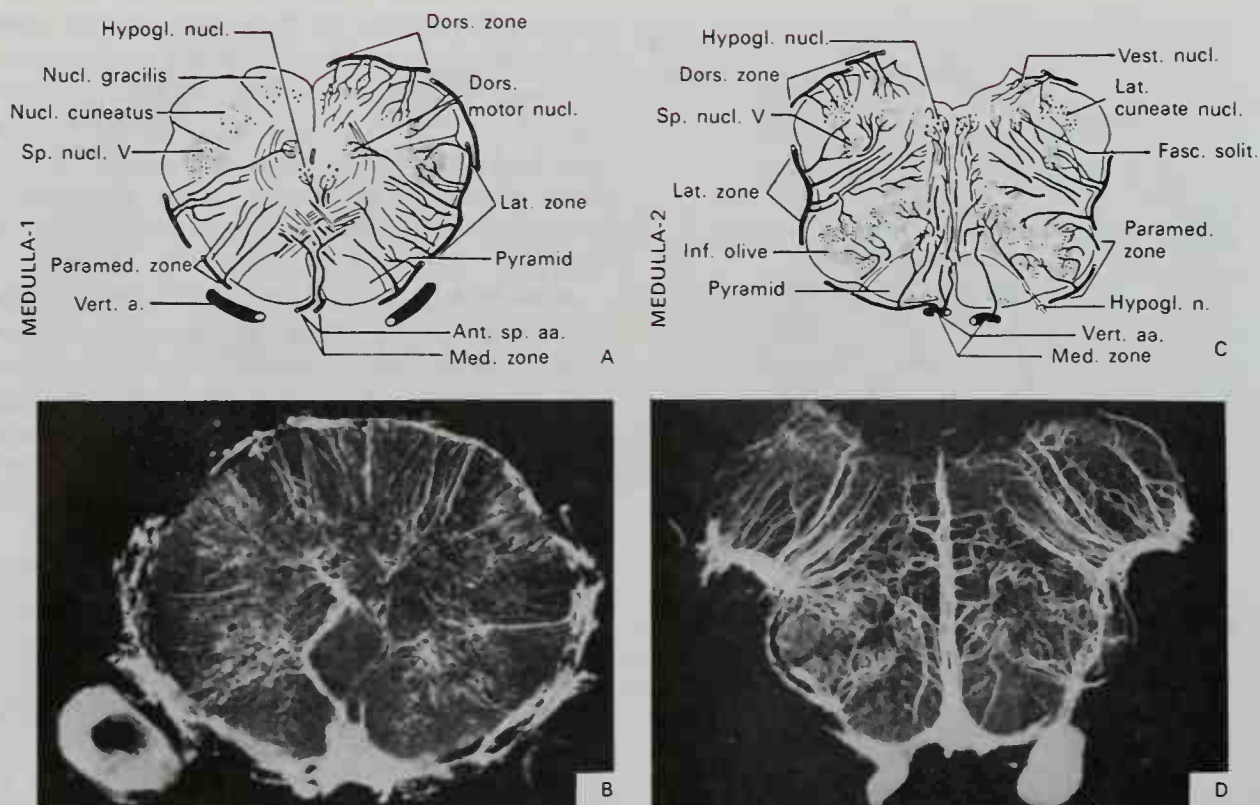 MEDULLA-1
Hypogl. nucl.
Nucl. gracilis
Nucl. cuneatus
Sp. nucl. V
Paramed. zone
Vert. a.
Dors. zone
Dors.
motor nucl.
Lat. zone
Pyramid
Ant. sp. aa.
Med. zone
A
MEDULLA-2
Hypogl. nucl.
Dors. zone
Sp. nucl. V
Lat. zone
Inf. olive
Pyramid
Vest. nucl.
Lat.
cuneate nucl.
Fasc. solit.
Paramed.
zone
Hypogl. n.
Vert. aa.
Med. zone
C
B
D